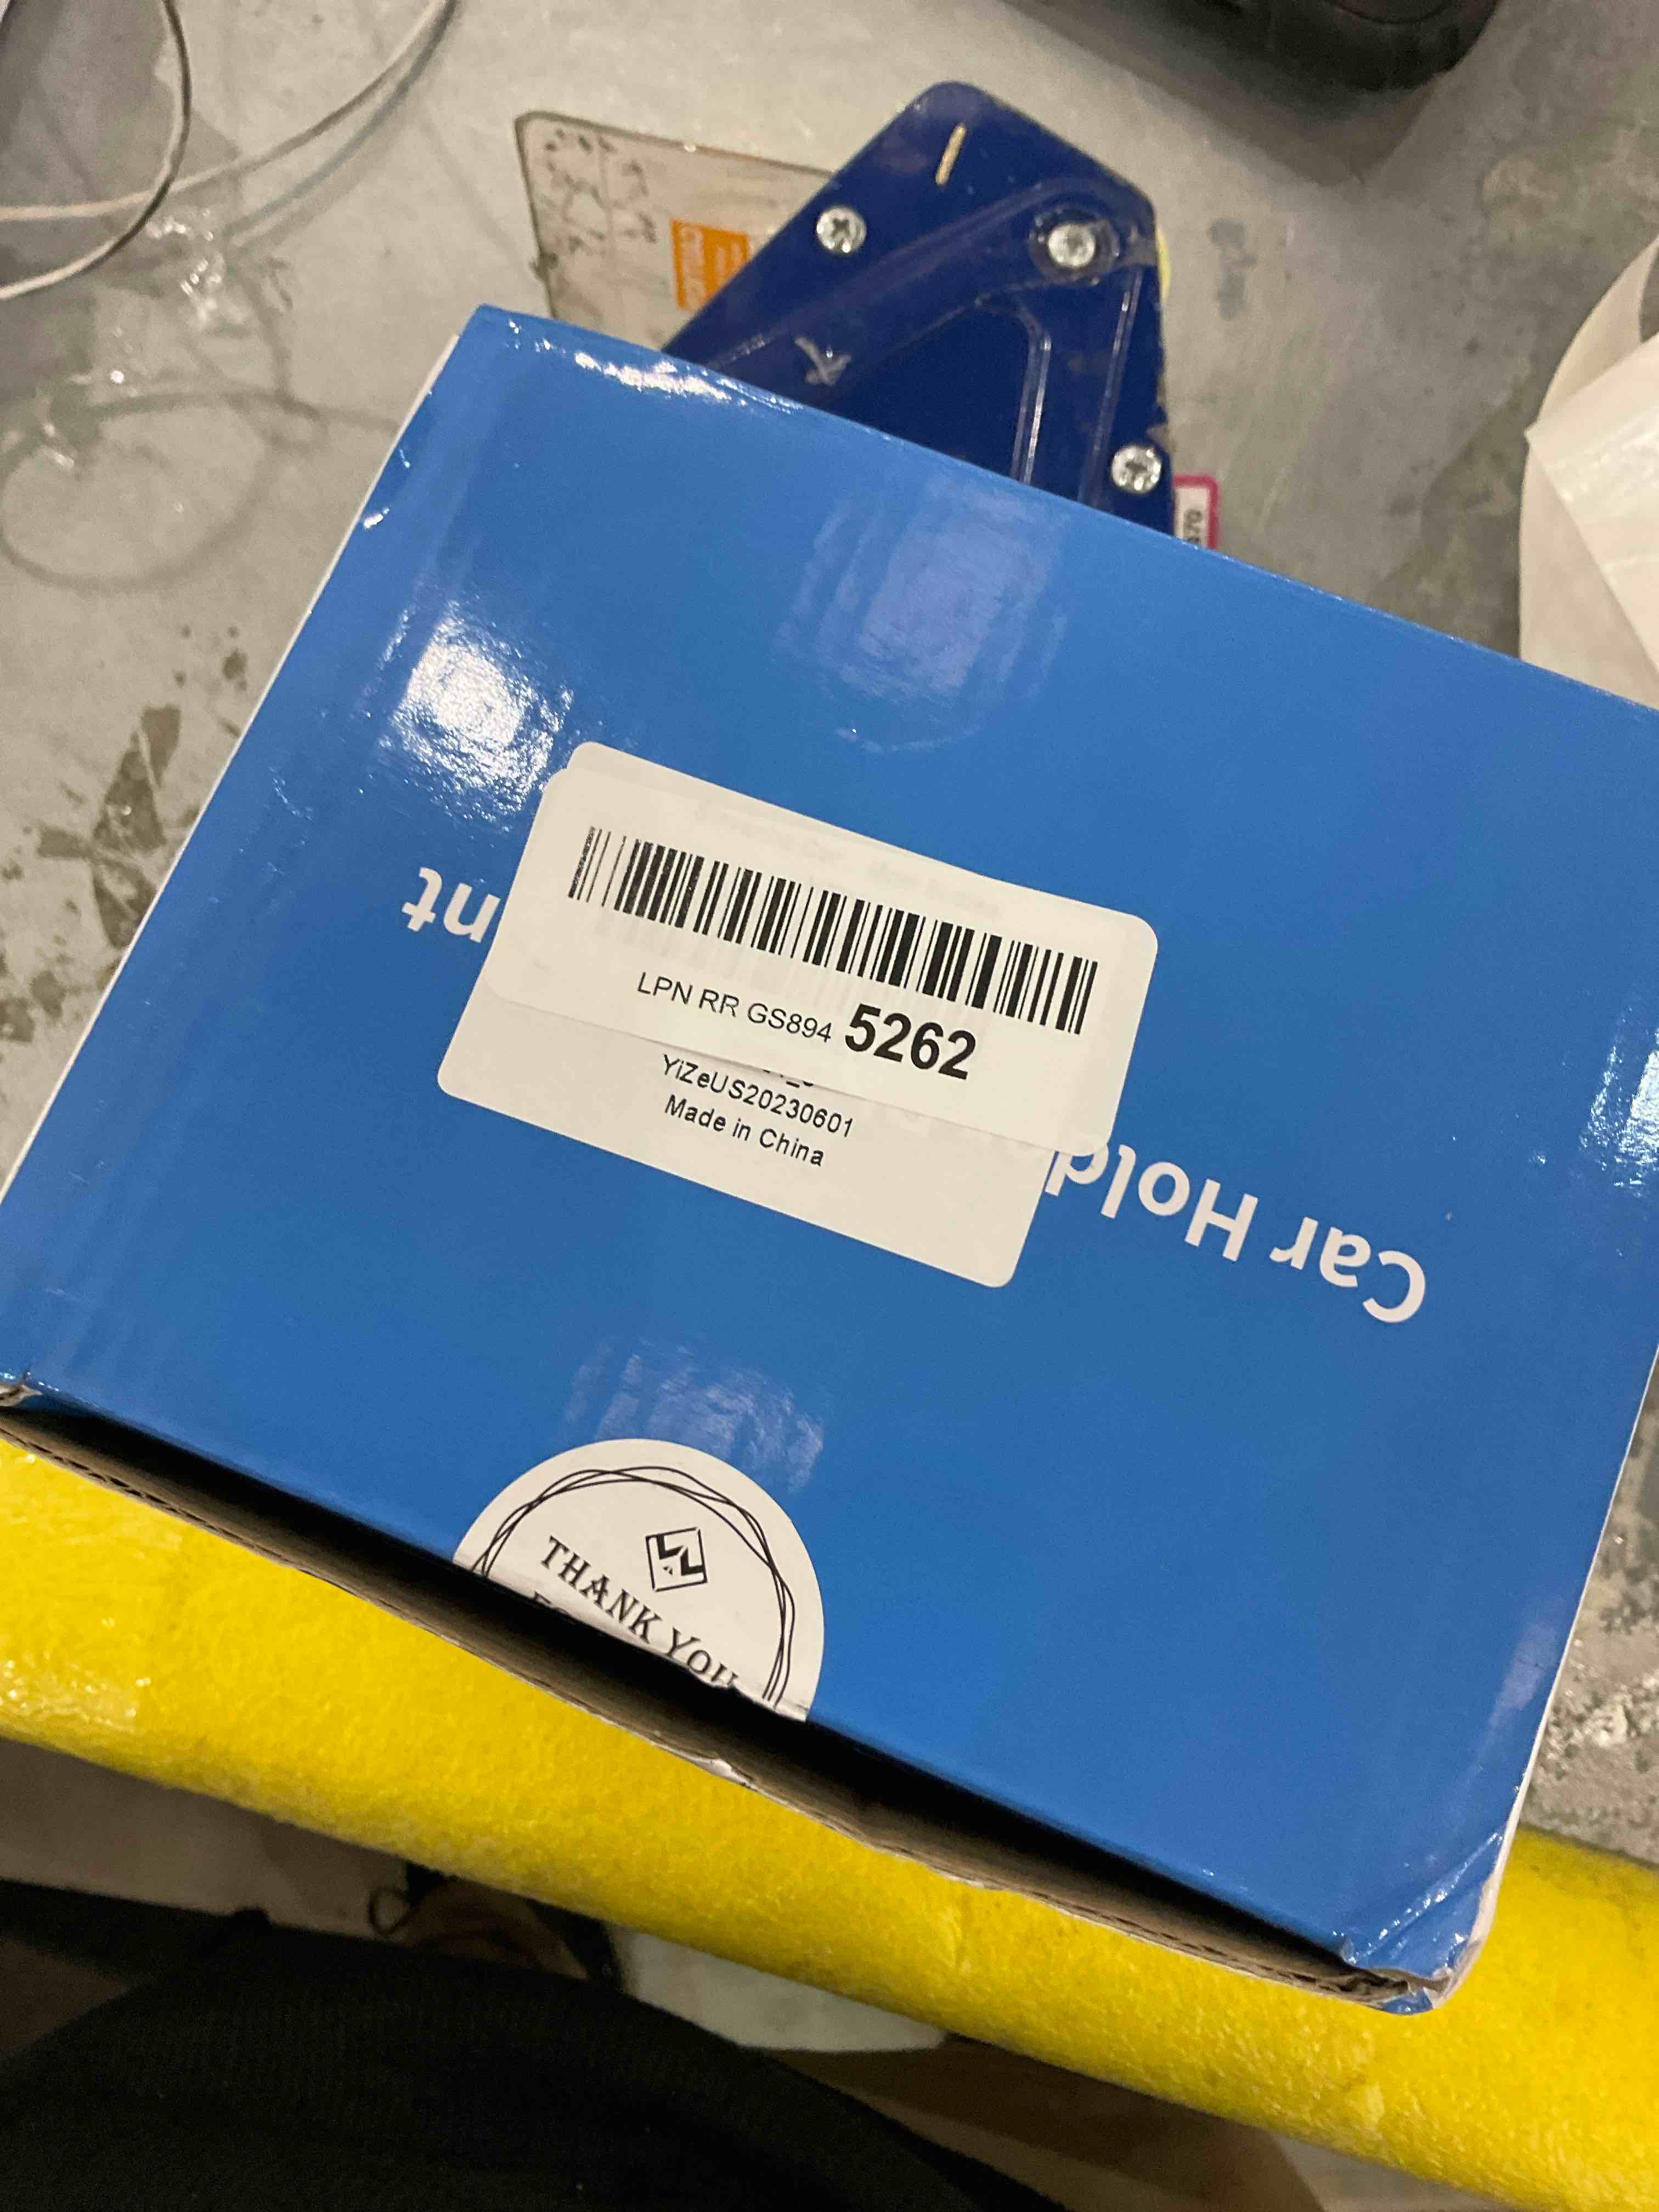 LPN RR GS894 5262
YiZeUS20230601
Made in China
Car Hold
nt
THANK YOU